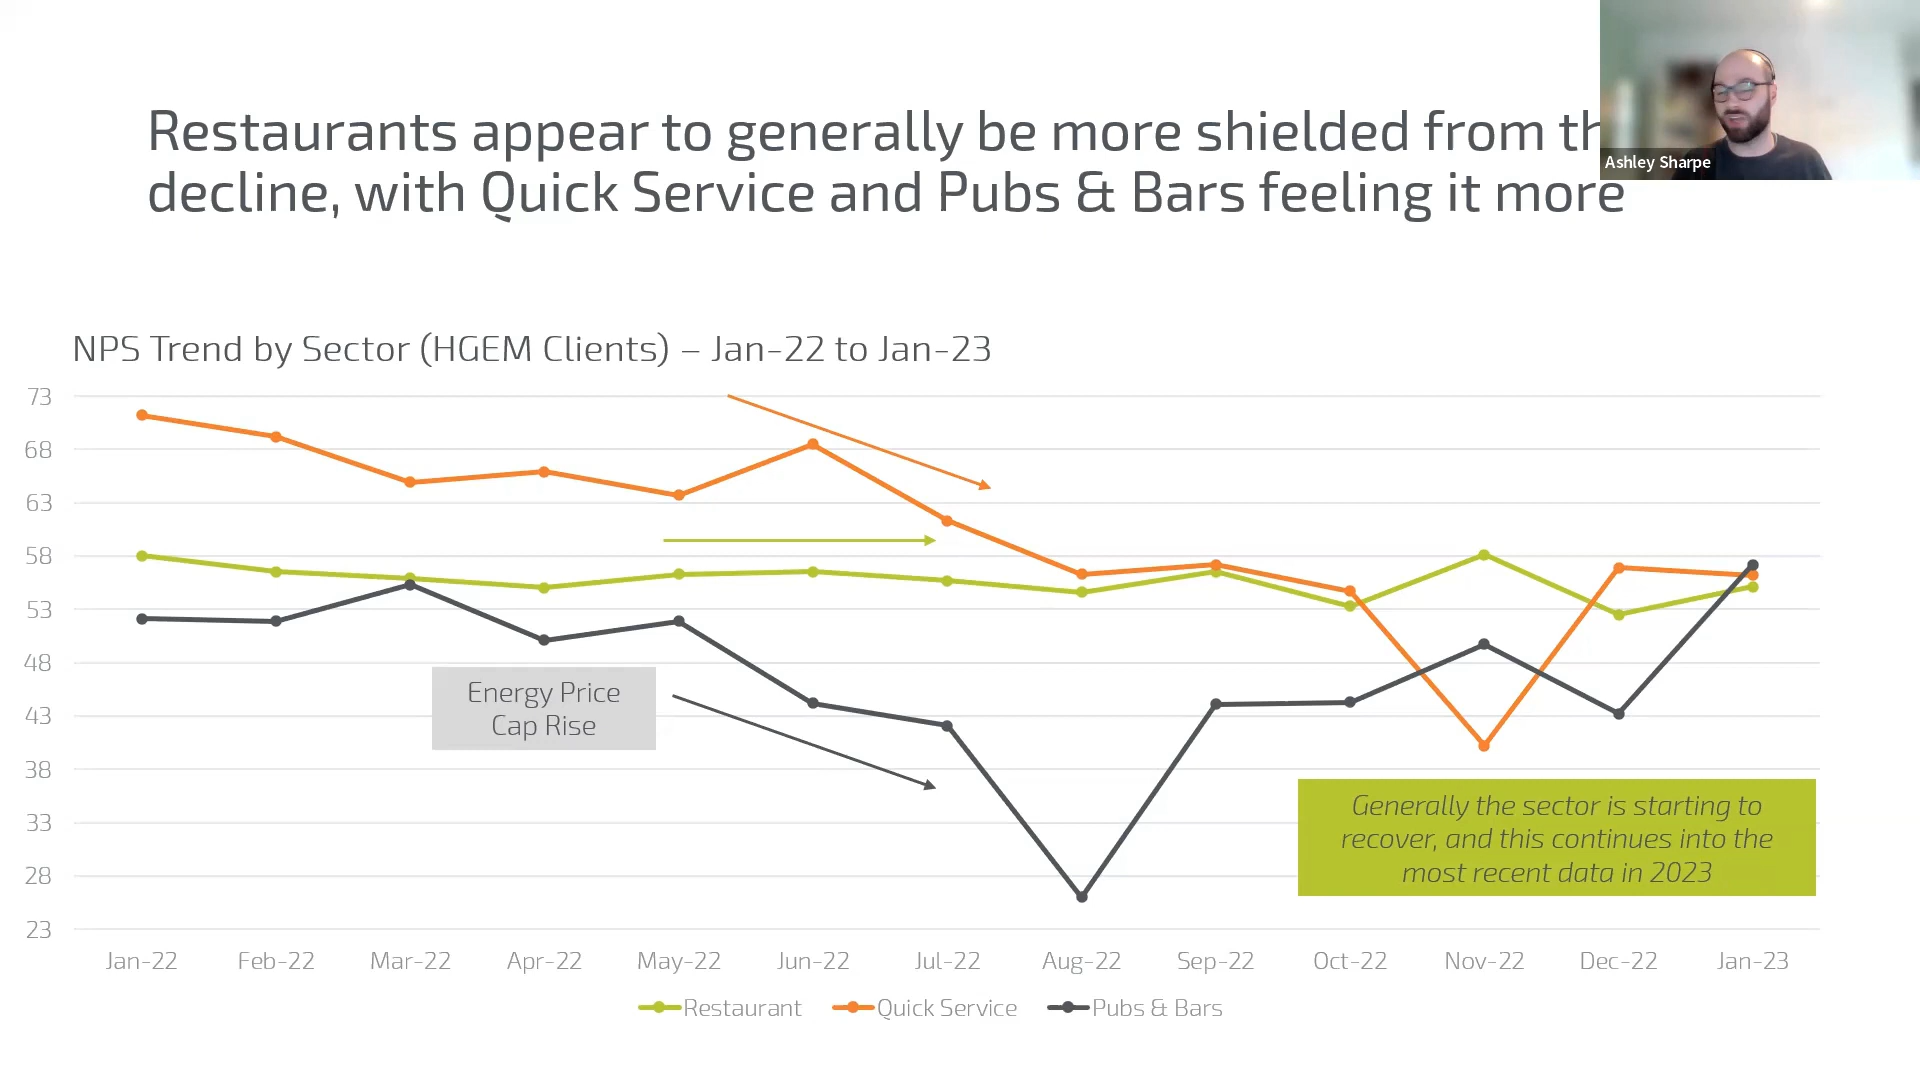 Restaurants appear to generally be more shielded from
decline, with Quick Service and Pubs & Bars feeling it more
Ashley Sharpe
NPS Trend by Sector (HGEM Clients) – Jan-22 to Jan-23
73
68
63
58
53
48
43
38
33
28
23
Energy Price
Cap Rise
Generally the sector is starting to
recover, and this continues into the
most recent data in 2023
Jan-22 Feb-22 Mar-22 Apr-22 May-22 Jun-22 Jul-22 Aug-22 Sep-22 Oct-22 Nov-22 Dec-22 Jan-23
Restaurant Quick Service Pubs & Bars